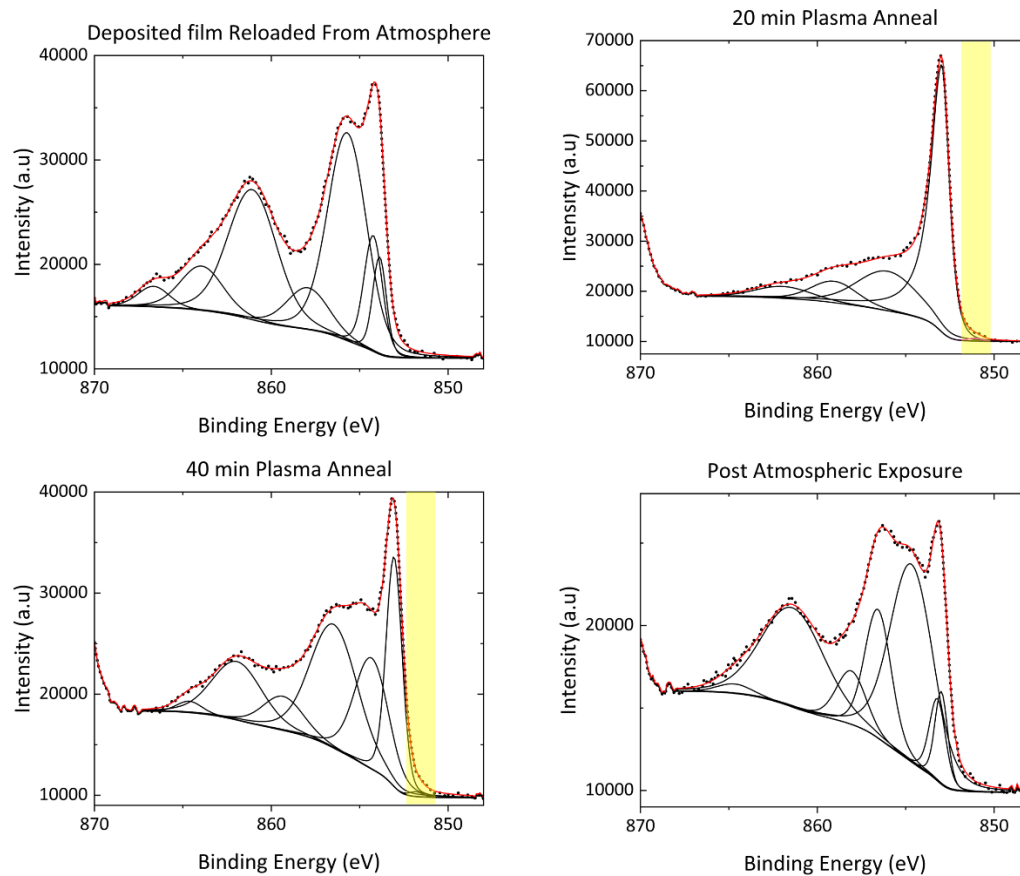 Deposited film Reloaded From Atmosphere
40000
30000
20000
10000
Intensity (a.u)
870
860
850
Binding Energy (eV)
20 min Plasma Anneal
70000
60000
50000
40000
30000
20000
10000
Intensity (a.u)
870
860
850
Binding Energy (eV)
40 min Plasma Anneal
40000
30000
20000
10000
Intensity (a.u)
870
860
850
Binding Energy (eV)
Post Atmospheric Exposure
20000
10000
Intensity (a.u)
870
860
850
Binding Energy (eV)